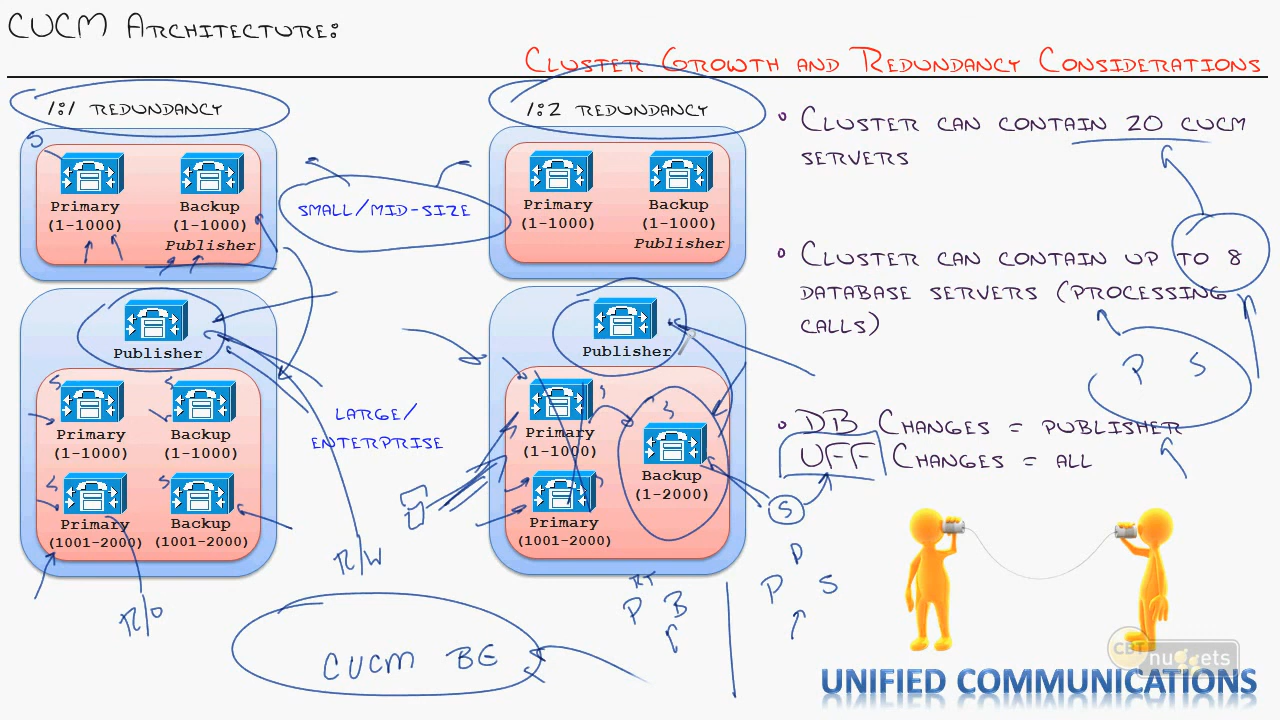 CUCM ARCHITECTURE:
CLUSTER GROWTH AND REDUNDANCY CONSIDERATIONS
1:1 REDUNDANCY
S
Primary
(1-1000)
Backup
(1-1000)
Publisher
SMALL/MID-SIZE
Publisher
S
Primary
(1-1000)
S
Backup
(1-1000)
S
Primary
(1001-2000)
S
Backup
(1001-2000)
LARGE/
ENTERPRISE
R/O
R/W
1:2 REDUNDANCY
Primary
(1-1000)
Backup
(1-1000)
Publisher
Publisher
Primary
(1-1000)
S
Primary
(1001-2000)
S
S
Backup
(1-2000)
CUCM BE
RT
P B
P
P S
S
° CLUSTER CAN CONTAIN 20 CUCM
SERVERS
° CLUSTER CAN CONTAIN UP TO 8
DATABASE SERVERS (PROCESSING
CALLS)
P S
° DB CHANGES = PUBLISHER
UFF CHANGES = ALL
CBT
nuggets
UNIFIED COMMUNICATIONS